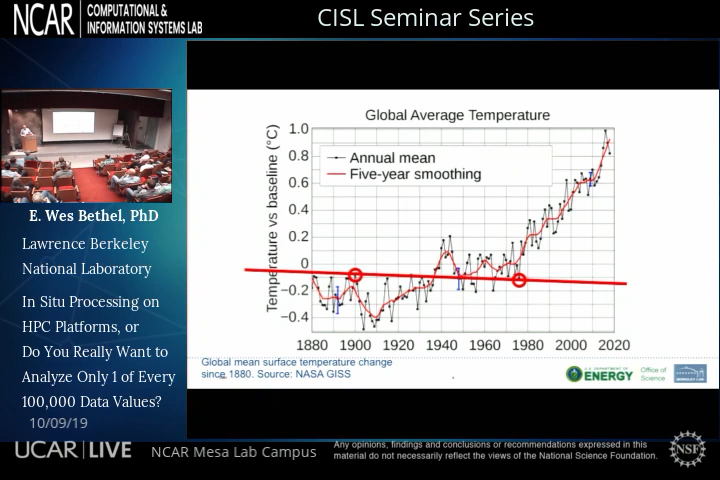 NCAR
COMPUTATIONAL &
INFORMATION SYSTEMS LAB
CISL Seminar Series
E. Wes Bethel, PhD
Lawrence Berkeley
National Laboratory
In Situ Processing on
HPC Platforms, or
Do You Really Want to
Analyze Only 1 of Every
100,000 Data Values?
10/09/19
Global Average Temperature
Temperature vs baseline (°C)
1.0
0.8
0.6
0.4
0.2
0
−0.2
−0.4
Annual mean
Five-year smoothing
1880 1900 1920 1940 1960 1980 2000 2020
Global mean surface temperature change
since 1880. Source: NASA GISS
ENERGY
Office of
Science
UCAR | LIVE
NCAR Mesa Lab Campus
Any opinions, findings and conclusions or recommendations expressed in this
material do not necessarily reflect the views of the National Science Foundation.
NSF